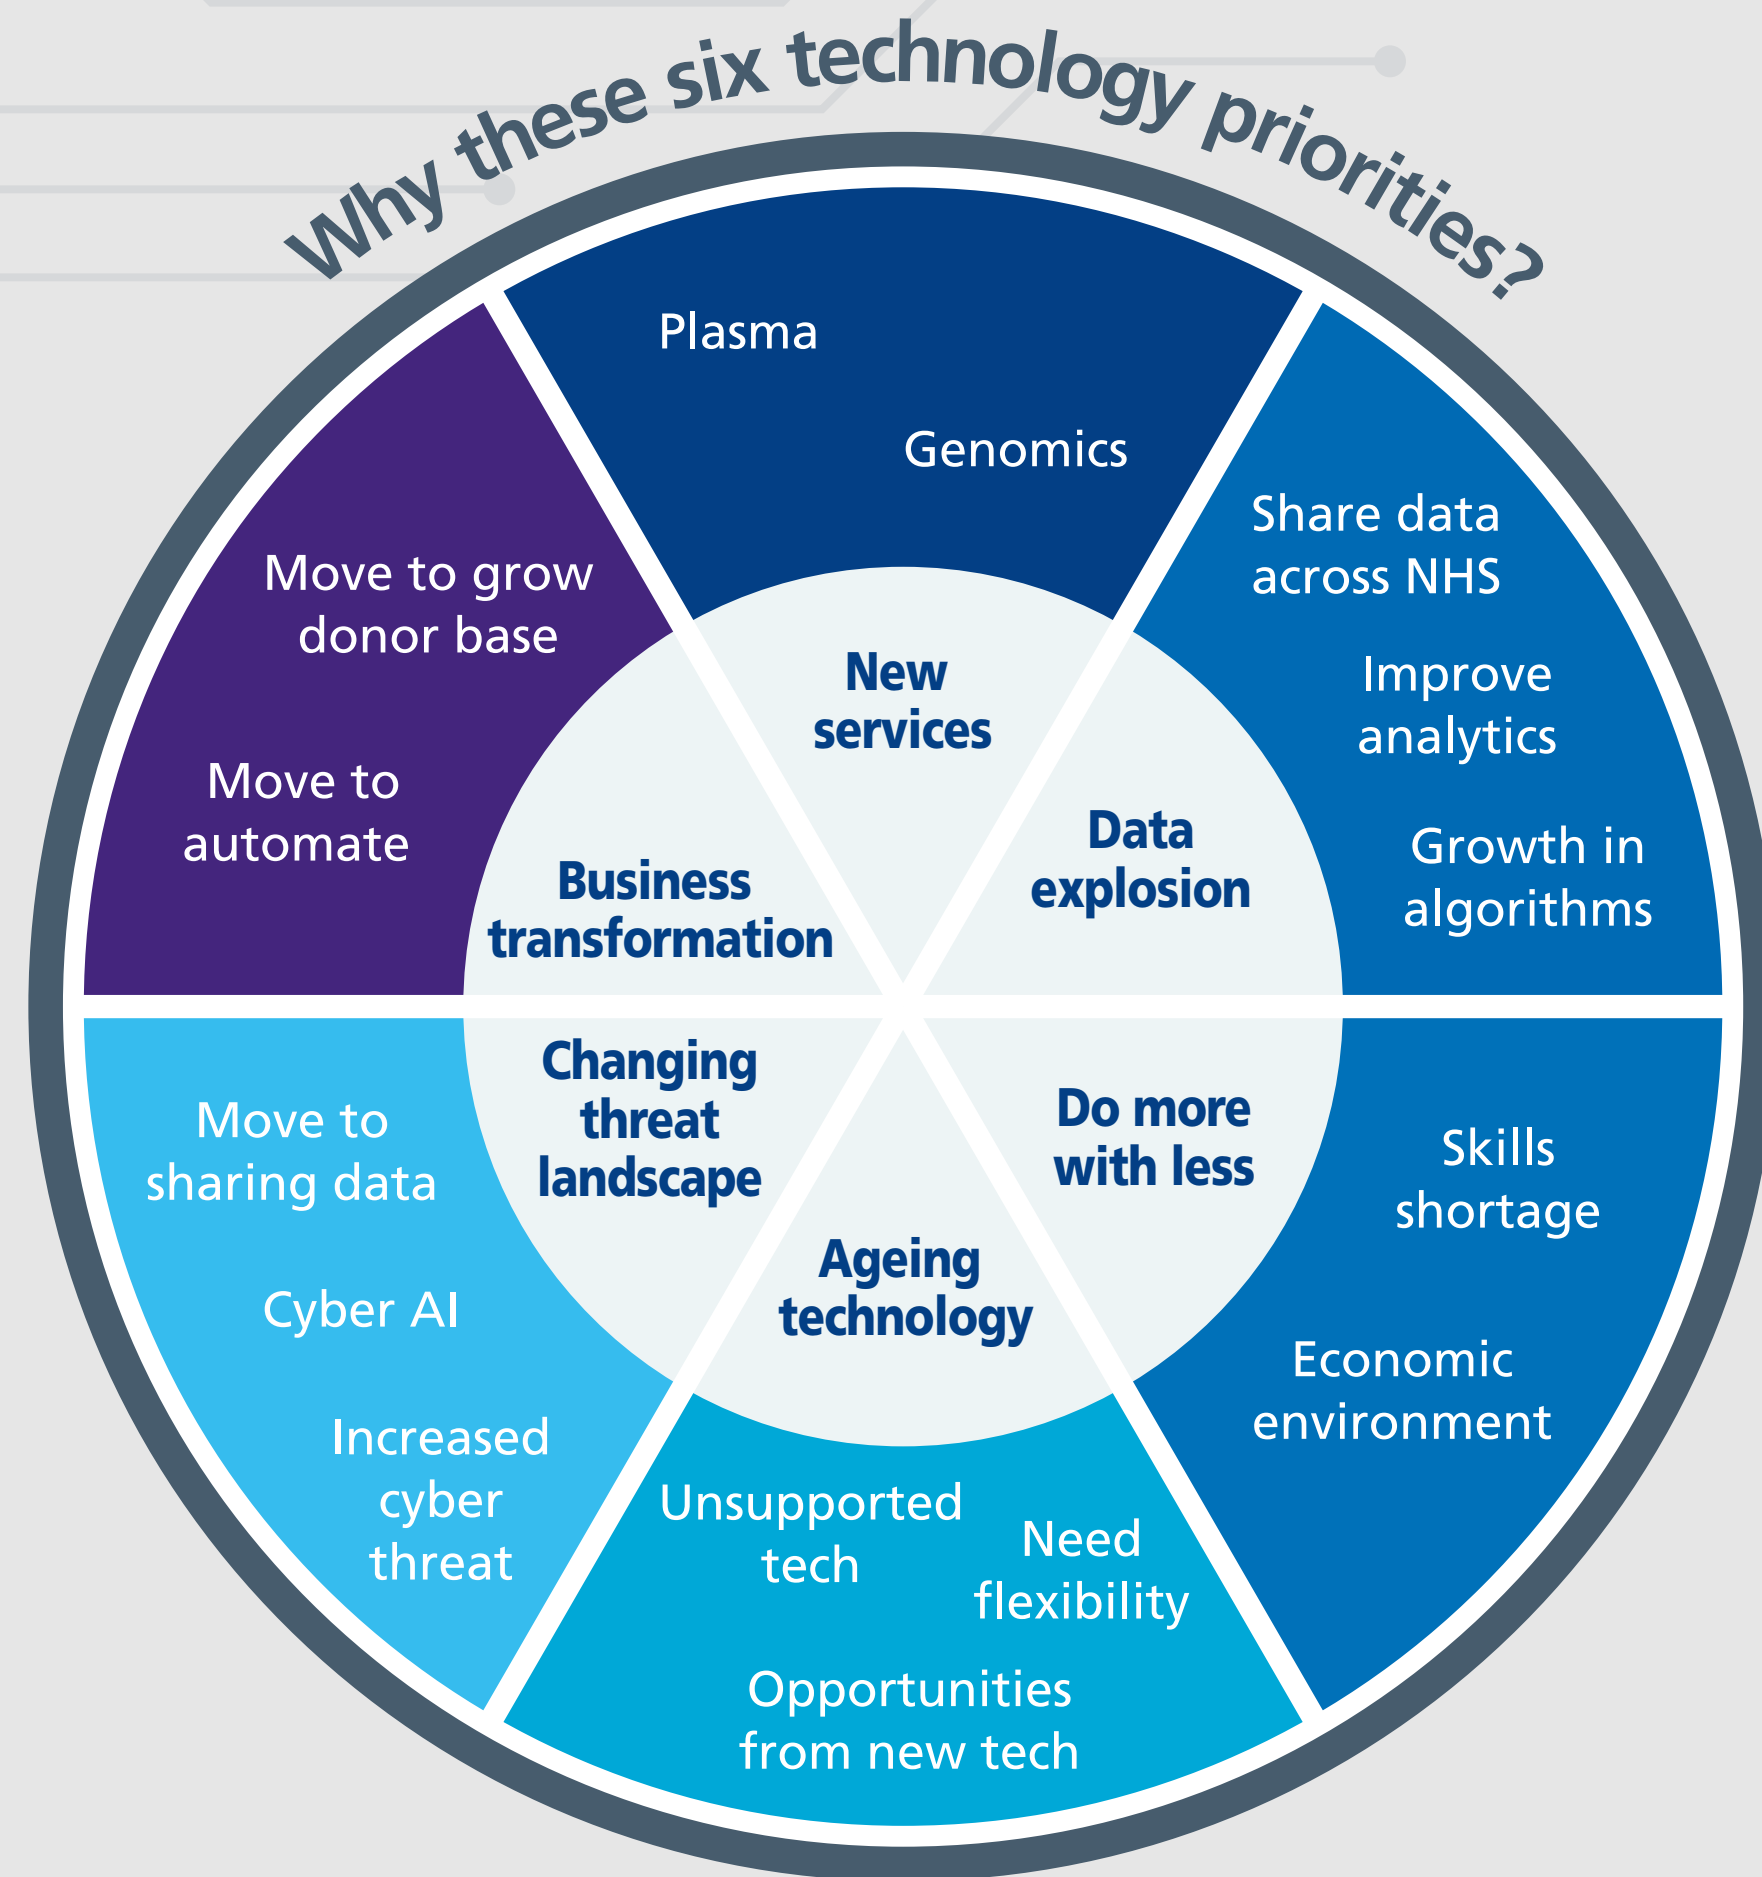 Why these six technology priorities?
Plasma
Genomics
New
services
Share data
across NHS
Improve
analytics
Growth in
algorithms
Data
explosion
Skills
shortage
Economic
environment
Do more
with less
Unsupported
tech
Need
flexibility
Opportunities
from new tech
Ageing
technology
Move to
sharing data
Cyber AI
Increased
cyber
threat
Changing
threat
landscape
Move to grow
donor base
Move to
automate
Business
transformation